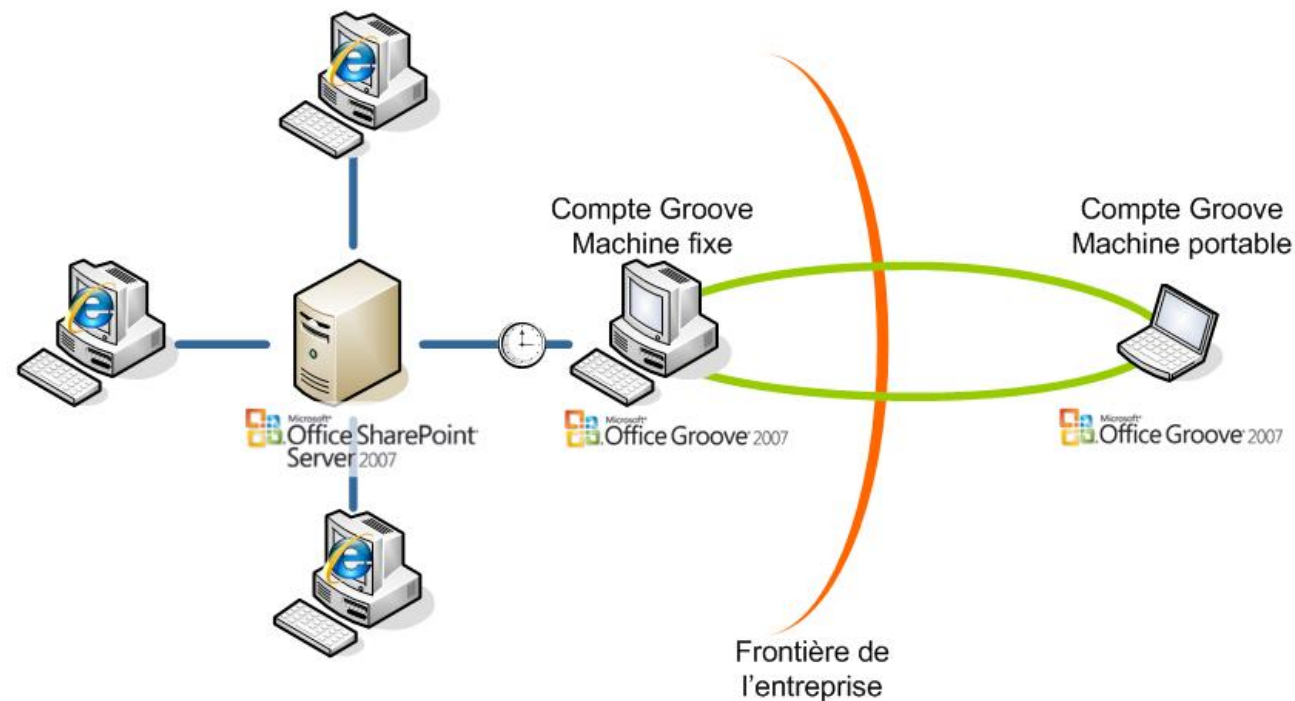 Compte Groove
Machine fixe
Compte Groove
Machine portable
Microsoft®
Office SharePoint®
Server 2007
Microsoft®
Office Groove® 2007
Microsoft®
Office Groove® 2007
Frontière de
l'entreprise